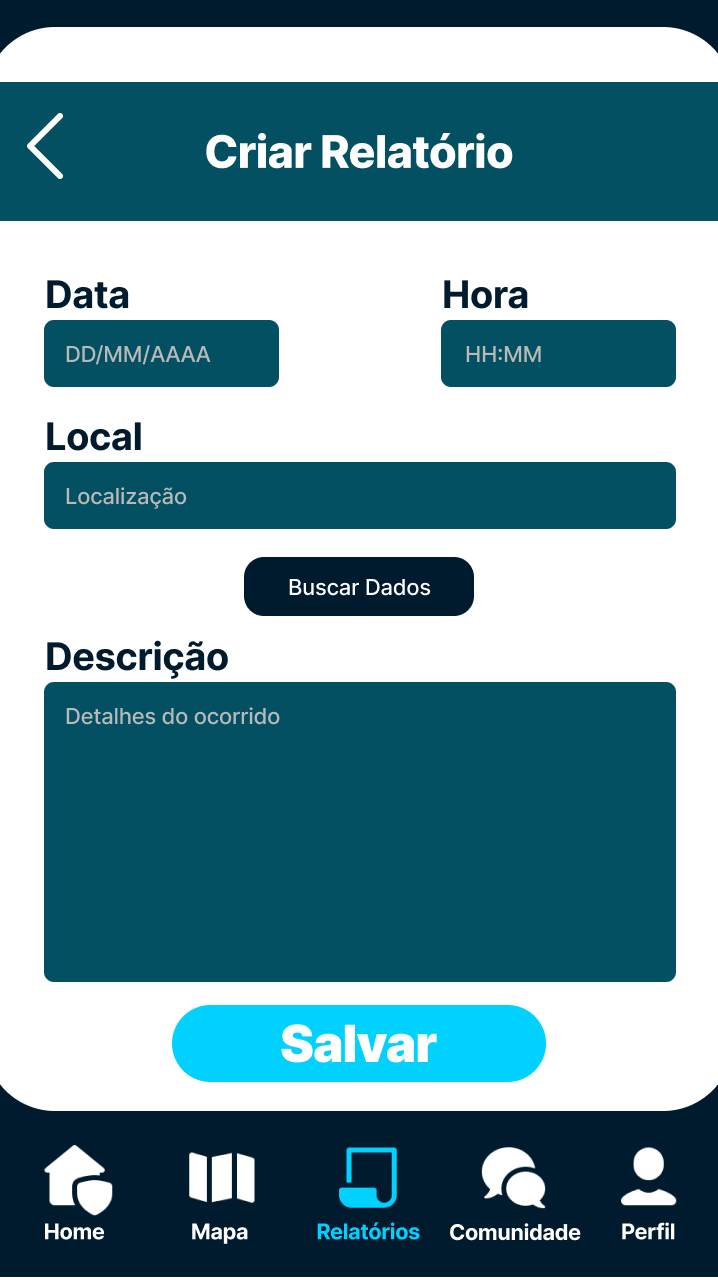 Criar Relatório
Data
Hora
DD/MM/AAAA
HH:MM
Local
Localização
Buscar Dados
Descrição
Detalhes do ocorrido
Salvar
Home
Mapa
Relatórios
Comunidade
Perfil